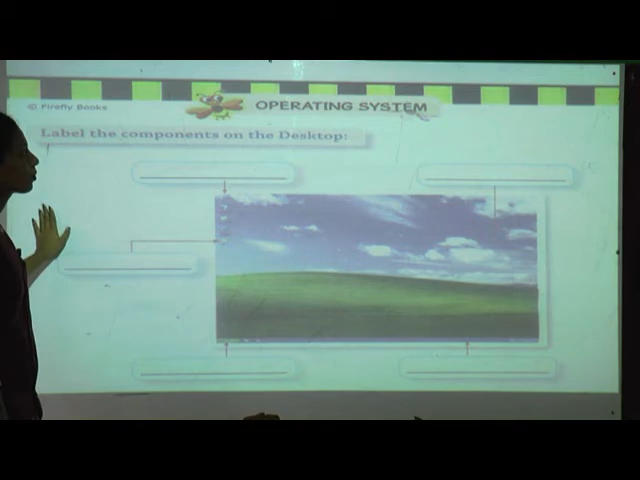 © Firefly Books
OPERATING SYSTEM
Label the components on the Desktop: